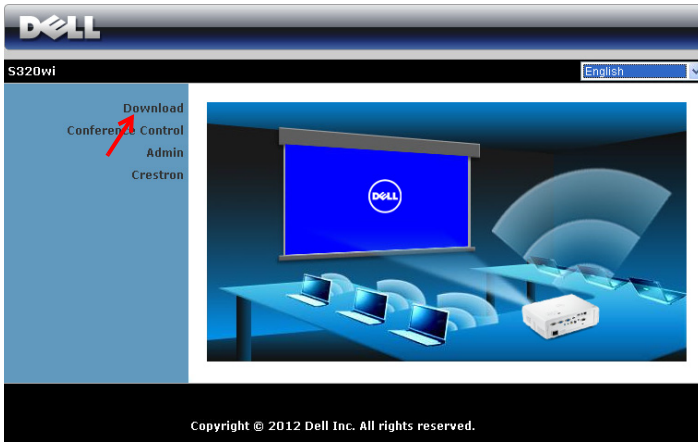 DELL
S320wi
English
Download
Conference Control
Admin
Crestron
DELL
Copyright © 2012 Dell Inc. All rights reserved.